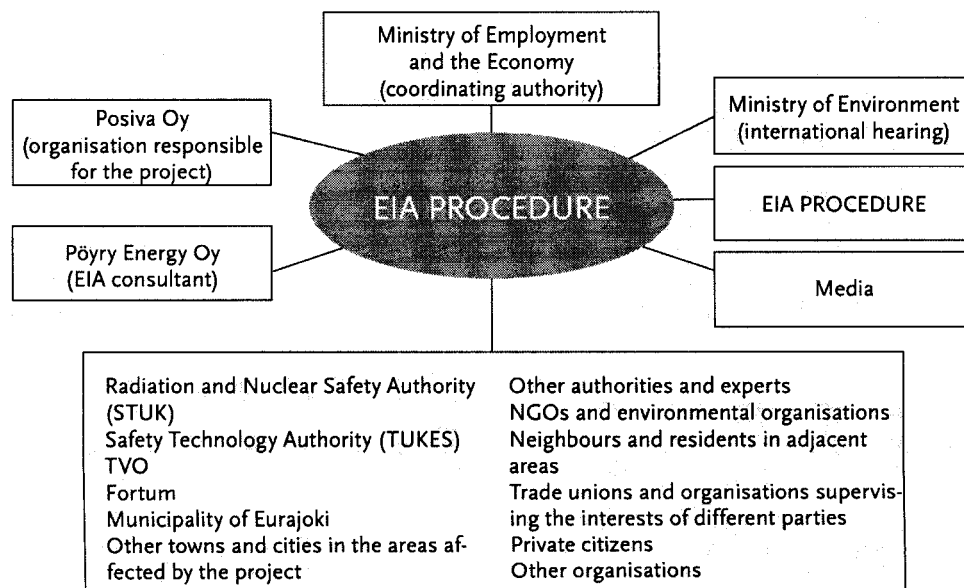 Ministry of Employment
and the Economy
(coordinating authority)
Posiva Oy
(organisation responsible
for the project)
Ministry of Environment
(international hearing)
EIA PROCEDURE
EIA PROCEDURE
Pöyry Energy Oy
(EIA consultant)
Media
Radiation and Nuclear Safety Authority
(STUK)
Safety Technology Authority (TUKES)
TVO
Fortum
Municipality of Eurajoki
Other towns and cities in the areas af-
fected by the project
Other authorities and experts
NGOs and environmental organisations
Neighbours and residents in adjacent
areas
Trade unions and organisations supervis-
ing the interests of different parties
Private citizens
Other organisations